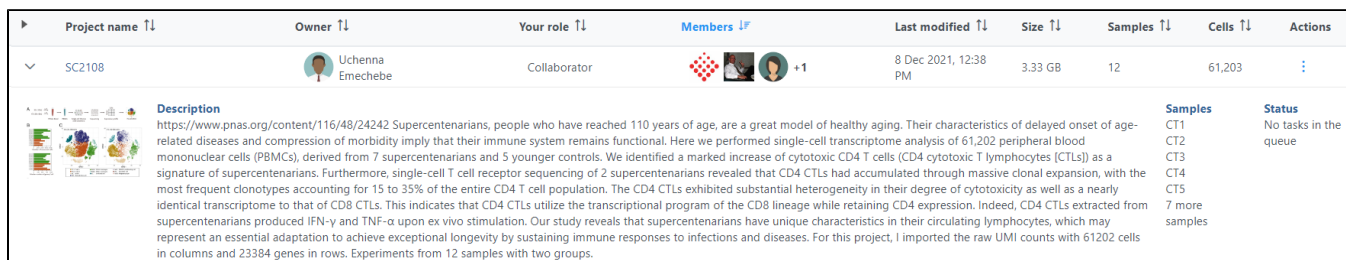 Project name Owner Your role Members Last modified Size Samples Cells Actions
SC2108 Uchenna Emechebe Collaborator +1 8 Dec 2021, 12:38 PM 3.33 GB 12 61,203
Description
https://www.pnas.org/content/116/48/24242 Supercentenarians, people who have reached 110 years of age, are a great model of healthy aging. Their characteristics of delayed onset of age-
related diseases and compression of morbidity imply that their immune system remains functional. Here we performed single-cell transcriptome analysis of 61,202 peripheral blood
mononuclear cells (PBMCs), derived from 7 supercentenarians and 5 younger controls. We identified a marked increase of cytotoxic CD4 T cells (CD4 cytotoxic T lymphocytes [CTLs]) as a
signature of supercentenarians. Furthermore, single-cell T cell receptor sequencing of 2 supercentenarians revealed that CD4 CTLs had accumulated through massive clonal expansion, with the
most frequent clonotypes accounting for 15 to 35% of the entire CD4 T cell population. The CD4 CTLs exhibited substantial heterogeneity in their degree of cytotoxicity as well as a nearly
identical transcriptome to that of CD8 CTLs. This indicates that CD4 CTLs utilize the transcriptional program of the CD8 lineage while retaining CD4 expression. Indeed, CD4 CTLs extracted from
supercentenarians produced IFN-γ and TNF-α upon ex vivo stimulation. Our study reveals that supercentenarians have unique characteristics in their circulating lymphocytes, which may
represent an essential adaptation to achieve exceptional longevity by sustaining immune responses to infections and diseases. For this project, I imported the raw UMI counts with 61202 cells
in columns and 23384 genes in rows. Experiments from 12 samples with two groups.
Samples
CT1
CT2
CT3
CT4
CT5
7 more
samples
Status
No tasks in the
queue